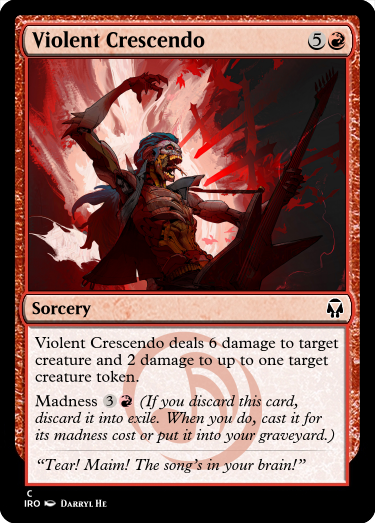 Violent Crescendo 5
Sorcery
Violent Crescendo deals 6 damage to target
creature and 2 damage to up to one target
creature token.
Madness 3 (If you discard this card,
discard it into exile. When you do, cast it for
its madness cost or put it into your graveyard.)
“Tear! Maim! The song’s in your brain!”
C
IRO Darryl He